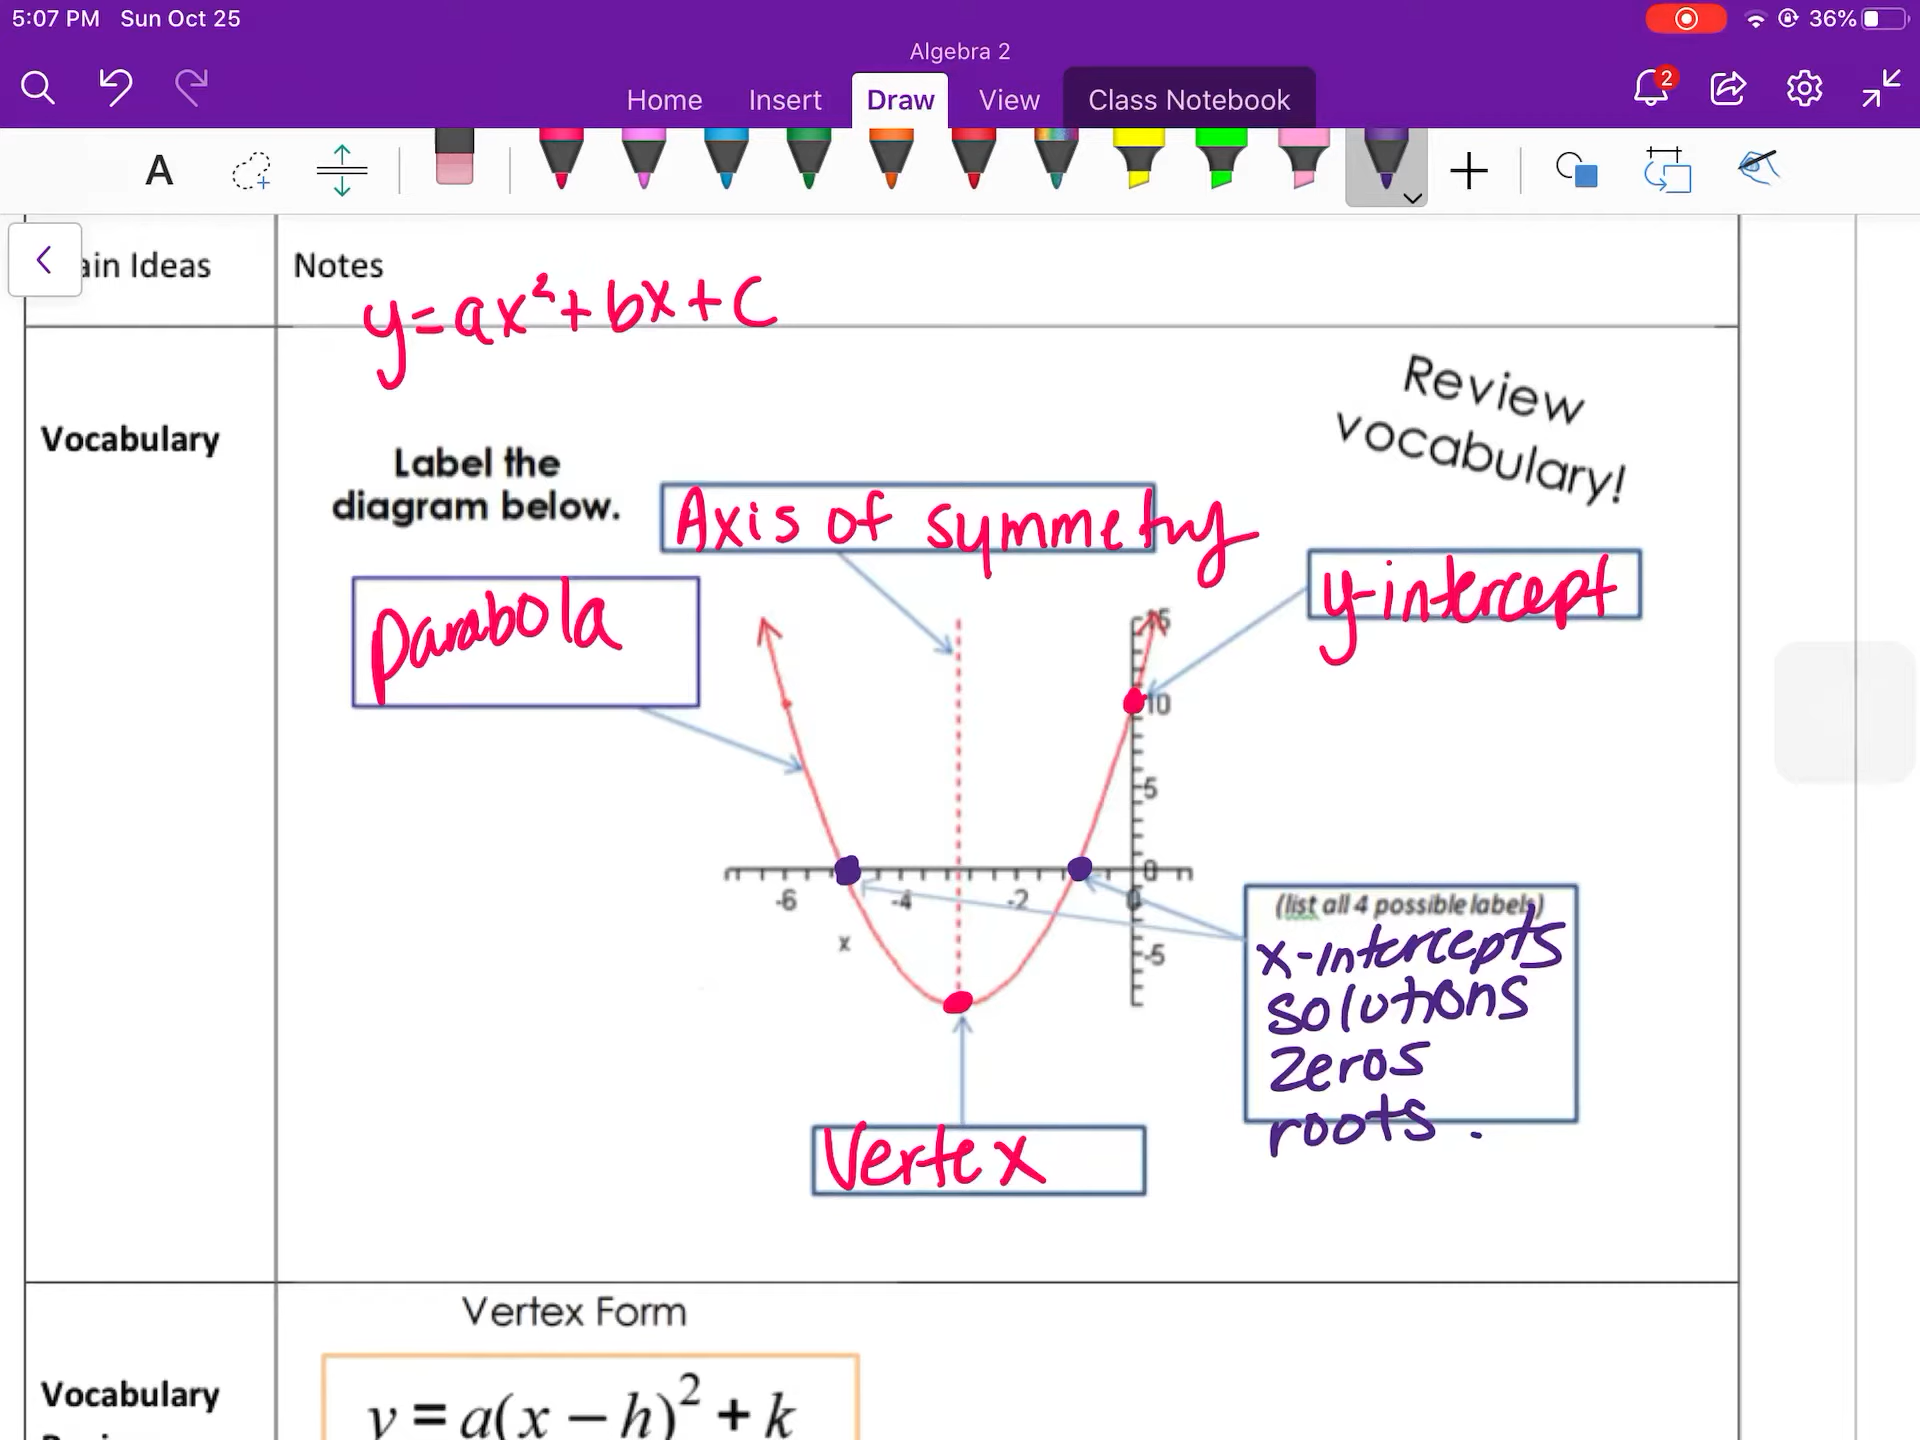 5:07 PM Sun Oct 25
36%
Algebra 2
Home Insert Draw View Class Notebook
2
A
ain Ideas
Notes
y=ax²+bx+c
Vocabulary
Review
vocabulary!
Label the
diagram below.
Axis of symmetry
y-intercept
Parabola
15
10
5
0
-6 -4 -2 0
x
-5
(list all 4 possible labels)
x-intercepts
solutions
zeros
roots.
Vertex
Vertex Form
Vocabulary
y = a(x − h)² + k